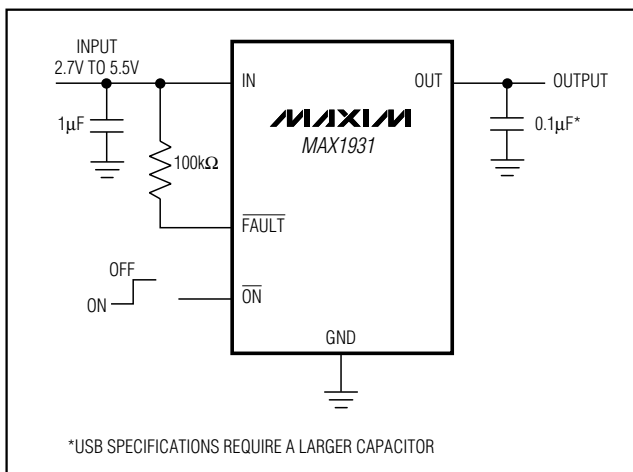 INPUT
2.7V TO 5.5V
IN
OUT
OUTPUT
1µF
MAXIM
MAX1931
0.1µF*
100kΩ
FAULT
OFF
ON
ON
GND
*USB SPECIFICATIONS REQUIRE A LARGER CAPACITOR